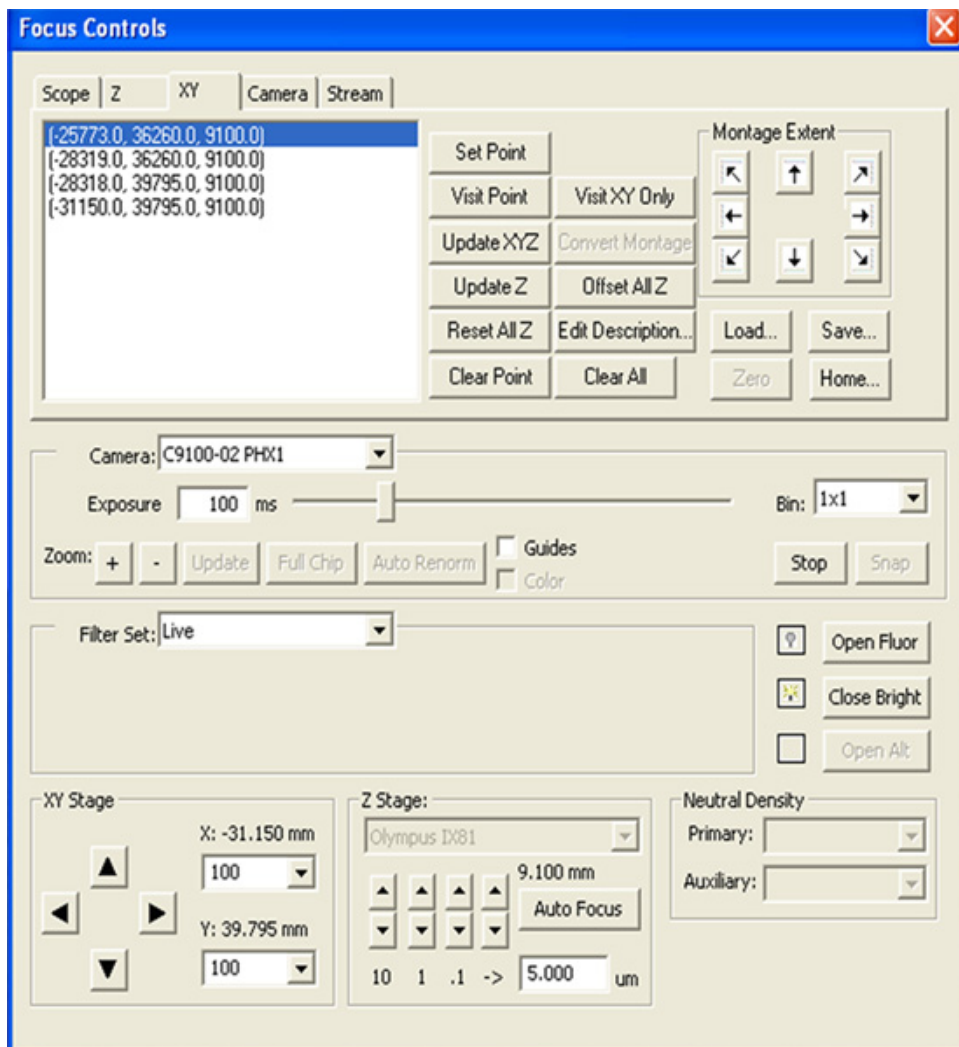 Focus Controls
Scope Z XY Camera Stream
(-25773.0, 36260.0, 9100.0)
(-28319.0, 36260.0, 9100.0)
(-28318.0, 39795.0, 9100.0)
(-31150.0, 39795.0, 9100.0)
Set Point
Visit Point Visit XY Only
Update XYZ Convert Montage
Update Z Offset All Z
Reset All Z Edit Description...
Clear Point Clear All
Montage Extent
Load... Save...
Zero Home...
Camera: C9100-02 PHX1
Exposure 100 ms Bin: 1x1
Zoom: + - Update Full Chip Auto Renorm Guides
Color
Stop Snap
Filter Set: Live
Open Fluor
Close Bright
Open Alt
XY Stage
X: -31.150 mm
100
Y: 39.795 mm
100
Z Stage:
Olympus IX81
9.100 mm
Auto Focus
10 1 .1 -> 5.000 um
Neutral Density
Primary:
Auxiliary: